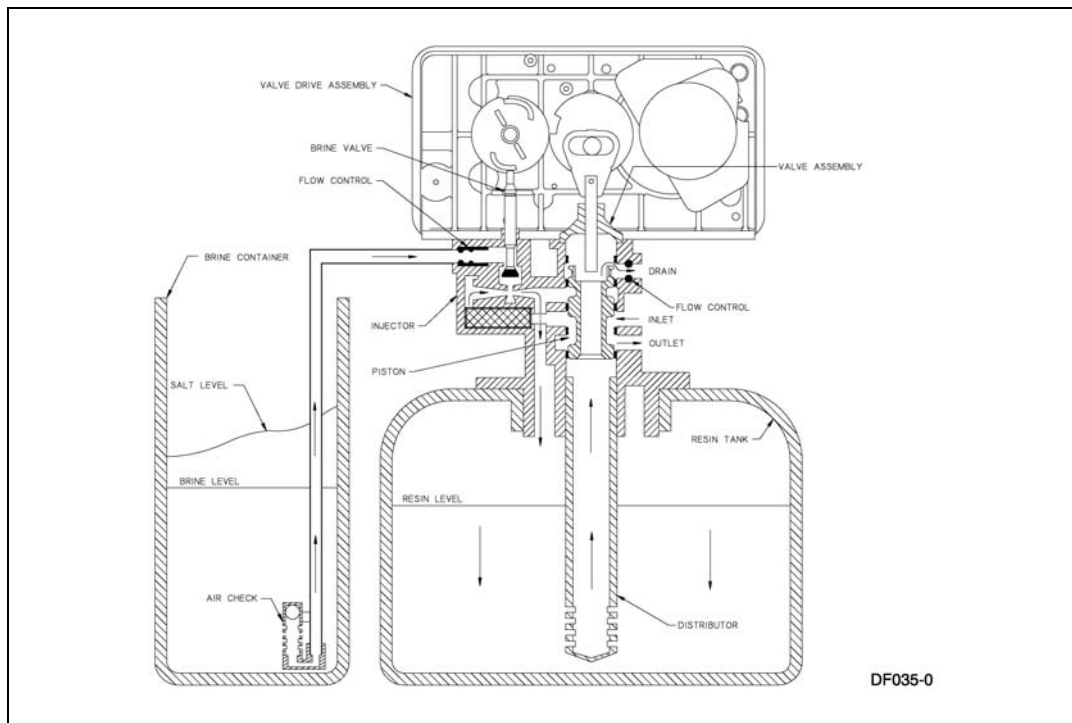 VALVE DRIVE ASSEMBLY
BRINE VALVE
VALVE ASSEMBLY
FLOW CONTROL
BRINE CONTAINER
DRAIN
FLOW CONTROL
INJECTOR
INLET
OUTLET
PISTON
SALT LEVEL
RESIN TANK
BRINE LEVEL
RESIN LEVEL
AIR CHECK
DISTRIBUTOR
DF035-0